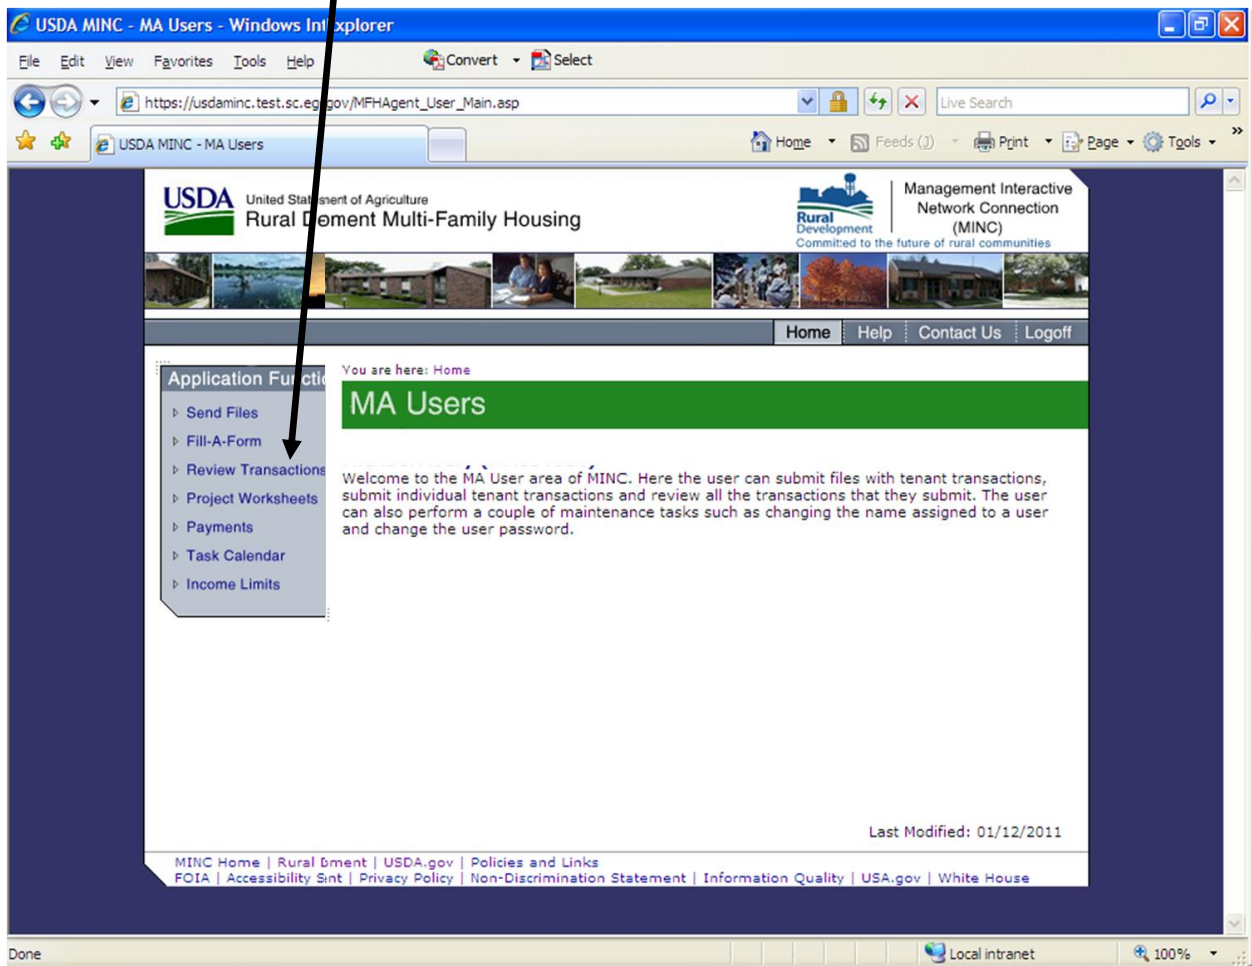 USDA MINC - MA Users - Windows Int xplorer
File Edit View Favorites Tools Help Convert Select
https://usdaminc.test.sc.eg gov/MFHAgent_User_Main.asp Live Search
USDA MINC - MA Users Home Feeds (J) Print Page Tools »
USDA United States ent of Agriculture
Rural D ment Multi-Family Housing
Rural
Development
Committed to the future of rural communities
Management Interactive
Network Connection
(MINC)
Home Help Contact Us Logoff
Application Functio
Send Files
Fill-A-Form
Review Transactions
Project Worksheets
Payments
Task Calendar
Income Limits
You are here: Home
MA Users
Welcome to the MA User area of MINC. Here the user can submit files with tenant transactions,
submit individual tenant transactions and review all the transactions that they submit. The user
can also perform a couple of maintenance tasks such as changing the name assigned to a user
and change the user password.
Last Modified: 01/12/2011
MINC Home | Rural ment | USDA.gov | Policies and Links
FOIA | Accessibility S nt | Privacy Policy | Non-Discrimination Statement | Information Quality | USA.gov | White House
Done Local intranet 100%